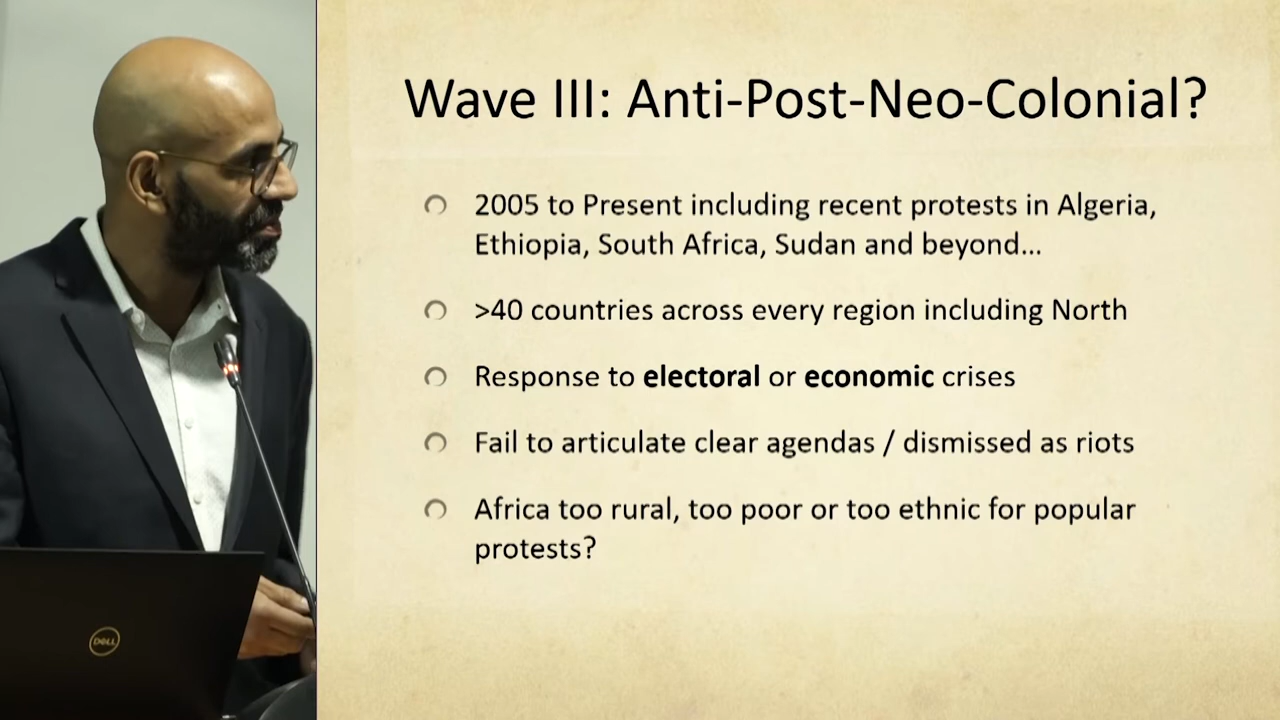 Wave III: Anti-Post-Neo-Colonial?
2005 to Present including recent protests in Algeria,
Ethiopia, South Africa, Sudan and beyond...
>40 countries across every region including North
Response to electoral or economic crises
Fail to articulate clear agendas / dismissed as riots
Africa too rural, too poor or too ethnic for popular
protests?
DELL